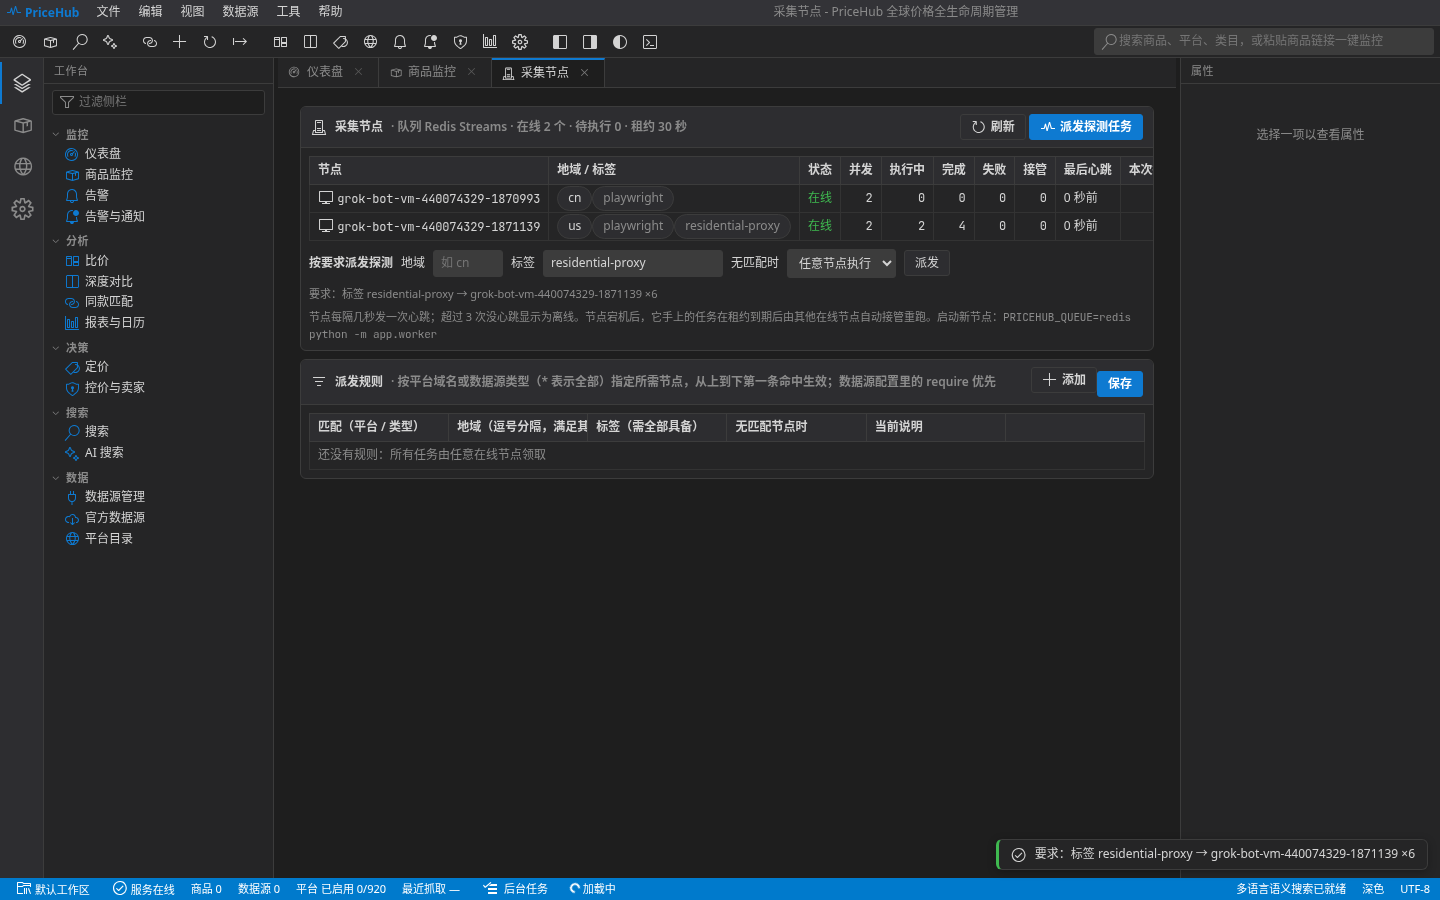 PriceHub 文件 编辑 视图 数据源 工具 帮助 采集节点 - PriceHub 全球价格全生命周期管理
搜索商品、平台、类目，或粘贴商品链接一键监控
工作台
过滤侧栏
监控
仪表盘
商品监控
告警
告警与通知
分析
比价
深度对比
同款匹配
报表与日历
决策
定价
控价与卖家
搜索
搜索
AI 搜索
数据
数据源管理
官方数据源
平台目录
仪表盘 商品监控 采集节点
采集节点 · 队列 Redis Streams · 在线 2 个 · 待执行 0 · 租约 30 秒 刷新 派发探测任务
节点 地域 / 标签 状态 并发 执行中 完成 失败 接管 最后心跳 本次
grok-bot-vm-440074329-1870993 cn playwright 在线 2 0 0 0 0 0 秒前
grok-bot-vm-440074329-1871139 us playwright residential-proxy 在线 2 2 4 0 0 0 秒前
按要求派发探测 地域 如 cn 标签 residential-proxy 无匹配时 任意节点执行 派发
要求：标签 residential-proxy → grok-bot-vm-440074329-1871139 ×6
节点每隔几秒发一次心跳；超过 3 次没心跳显示为离线。节点宕机后，它手上的任务在租约到期后由其他在线节点自动接管重跑。启动新节点：PRICEHUB_QUEUE=redis
python -m app.worker
派发规则 · 按平台域名或数据源类型（* 表示全部）指定所需节点，从上到下第一条命中生效；数据源配置里的 require 优先 添加 保存
匹配（平台 / 类型） 地域（逗号分隔，满足其 标签（需全部具备） 无匹配节点时 当前说明
还没有规则：所有任务由任意在线节点领取
属性
选择一项以查看属性
要求：标签 residential-proxy → grok-bot-vm-440074329-1871139 ×6
默认工作区 服务在线 商品 0 数据源 0 平台 已启用 0/920 最近抓取 — 后台任务 加载中 多语言语义搜索已就绪 深色 UTF-8